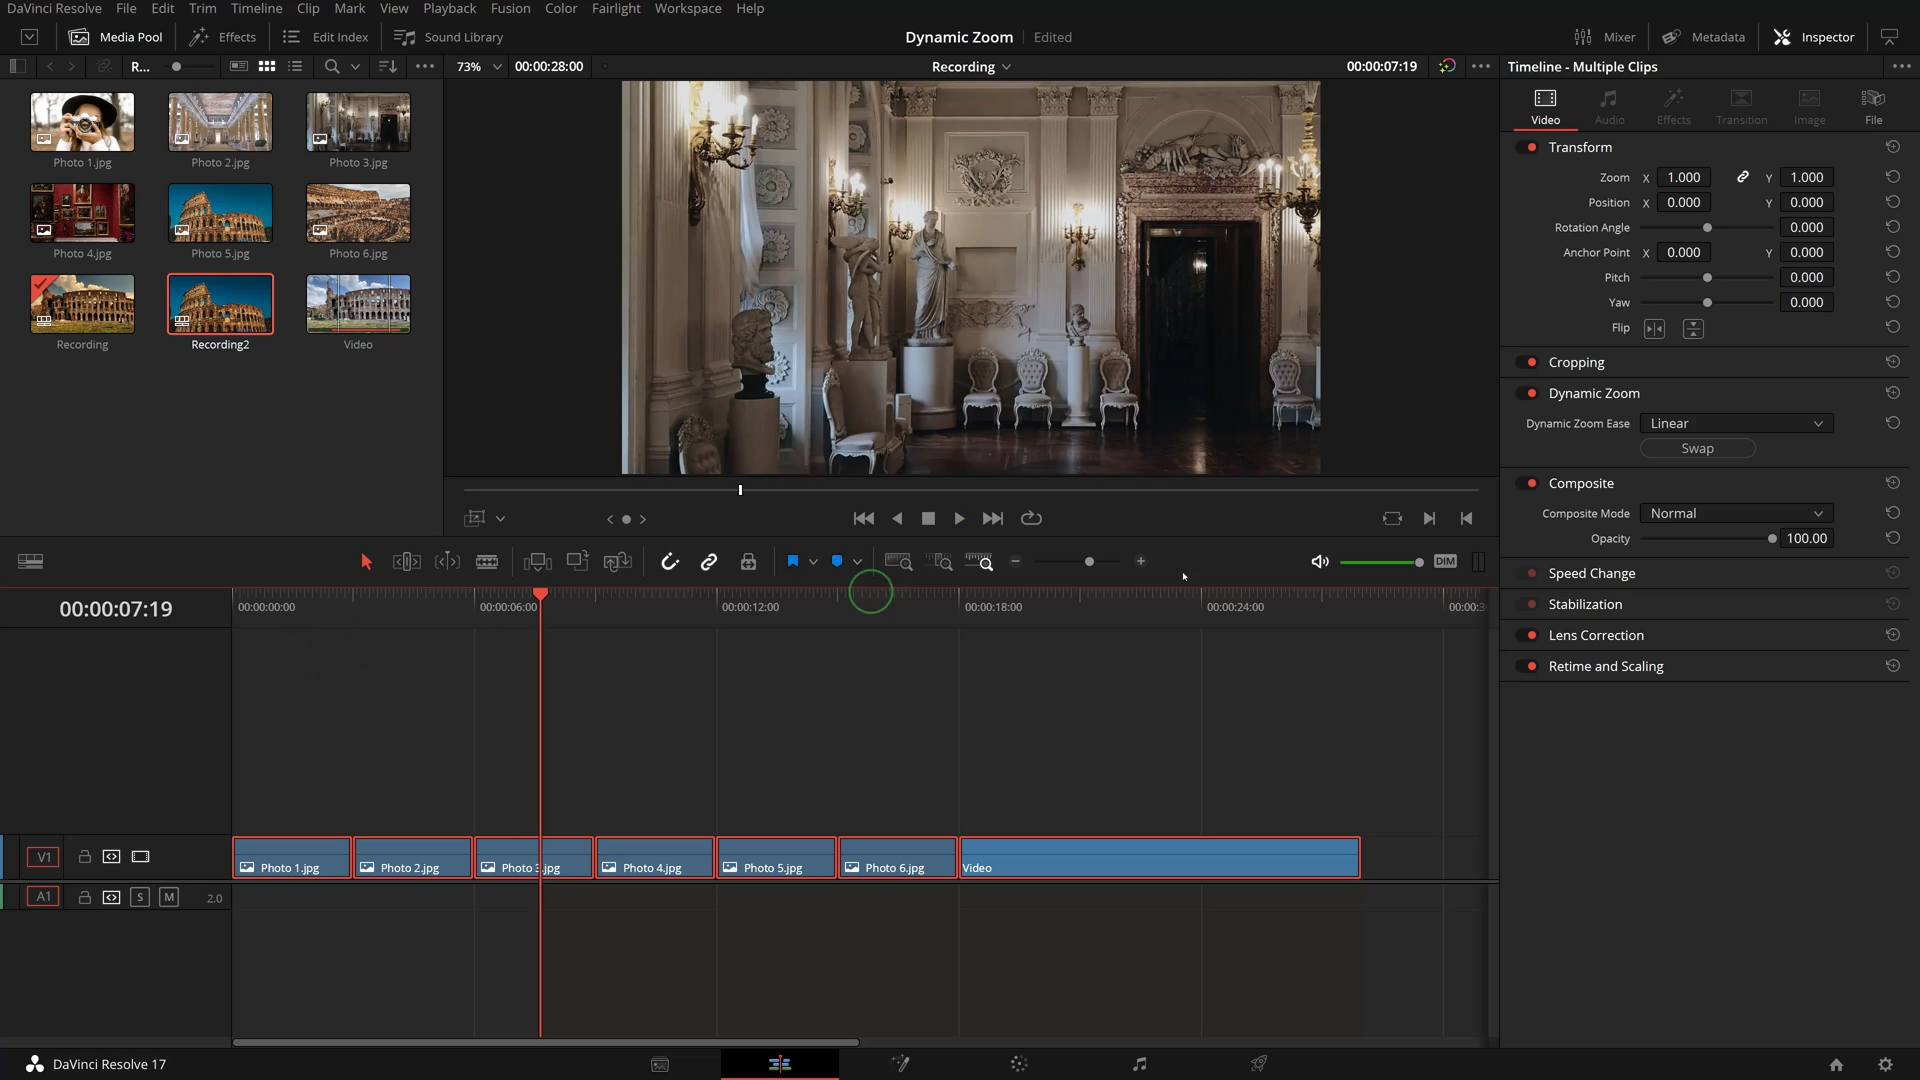 DaVinci Resolve File Edit Trim Timeline Clip Mark View Playback Fusion Color Fairlight Workspace Help
Media Pool Effects Edit Index Sound Library Dynamic Zoom Edited Mixer Metadata Inspector
R... 73% 00:00:28:00 Recording 00:00:07:19 Timeline - Multiple Clips
Photo 1.jpg Photo 2.jpg Photo 3.jpg
Photo 4.jpg Photo 5.jpg Photo 6.jpg
Recording Recording2 Video
Video Audio Effects Transition Image File
Transform
Zoom X 1.000 Y 1.000
Position X 0.000 Y 0.000
Rotation Angle 0.000
Anchor Point X 0.000 Y 0.000
Pitch 0.000
Yaw 0.000
Flip
Cropping
Dynamic Zoom
Dynamic Zoom Ease Linear
Swap
Composite
Composite Mode Normal
Opacity 100.00
Speed Change
Stabilization
Lens Correction
Retime and Scaling
DIM
00:00:07:19 00:00:00:00 00:00:06:00 00:00:12:00 00:00:18:00 00:00:24:00
V1 Photo 1.jpg Photo 2.jpg Photo 3.jpg Photo 4.jpg Photo 5.jpg Photo 6.jpg Video
A1 S M 2.0
DaVinci Resolve 17